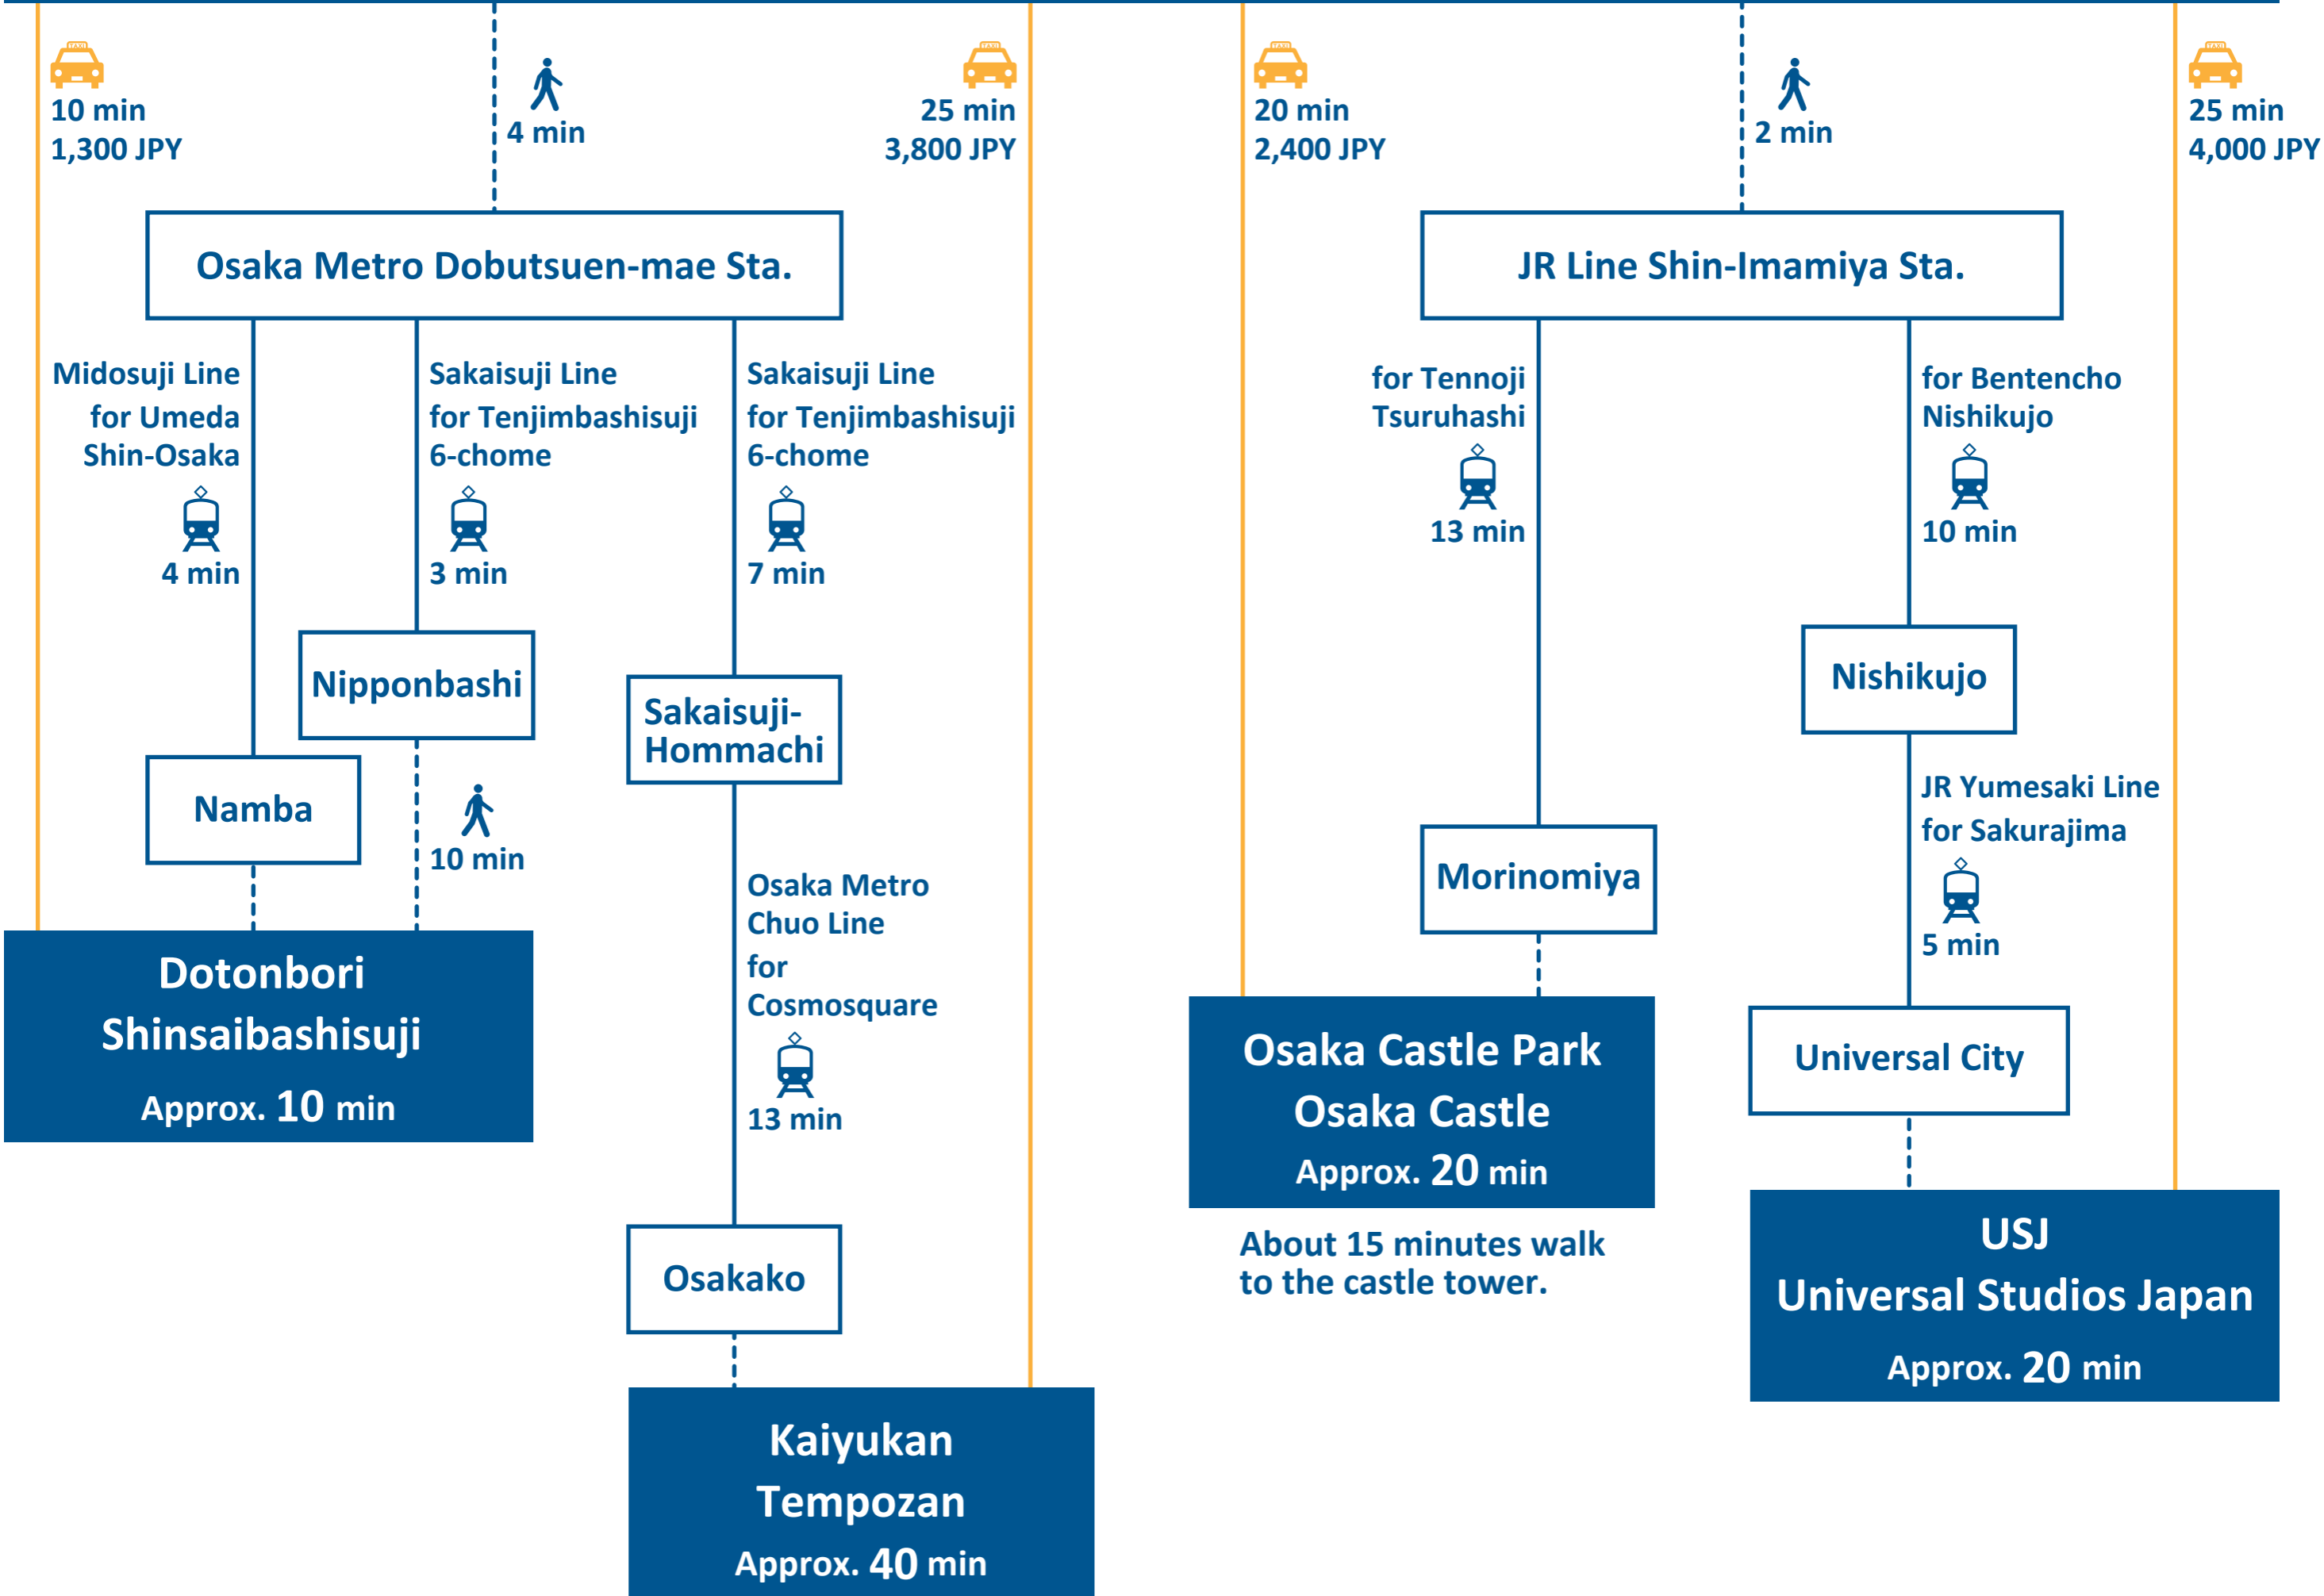 TAXI
10 min
1,300 JPY
4 min
TAXI
25 min
3,800 JPY
TAXI
20 min
2,400 JPY
2 min
TAXI
25 min
4,000 JPY
Osaka Metro Dobutsuen-mae Sta.
Midosuji Line
for Umeda
Shin-Osaka
4 min
Sakaisuji Line
for Tenjimbashisuji
6-chome
3 min
Sakaisuji Line
for Tenjimbashisuji
6-chome
7 min
Nipponbashi
Namba
10 min
Sakaisuji-
Hommachi
Osaka Metro
Chuo Line
for
Cosmosquare
13 min
Dotonbori
Shinsaibashisuji
Approx. 10 min
Osakako
Kaiyukan
Tempozan
Approx. 40 min
JR Line Shin-Imamiya Sta.
for Tennoji
Tsuruhashi
13 min
for Bentencho
Nishikujo
10 min
Nishikujo
Morinomiya
JR Yumesaki Line
for Sakurajima
5 min
Osaka Castle Park
Osaka Castle
Approx. 20 min
About 15 minutes walk
to the castle tower.
Universal City
USJ
Universal Studios Japan
Approx. 20 min